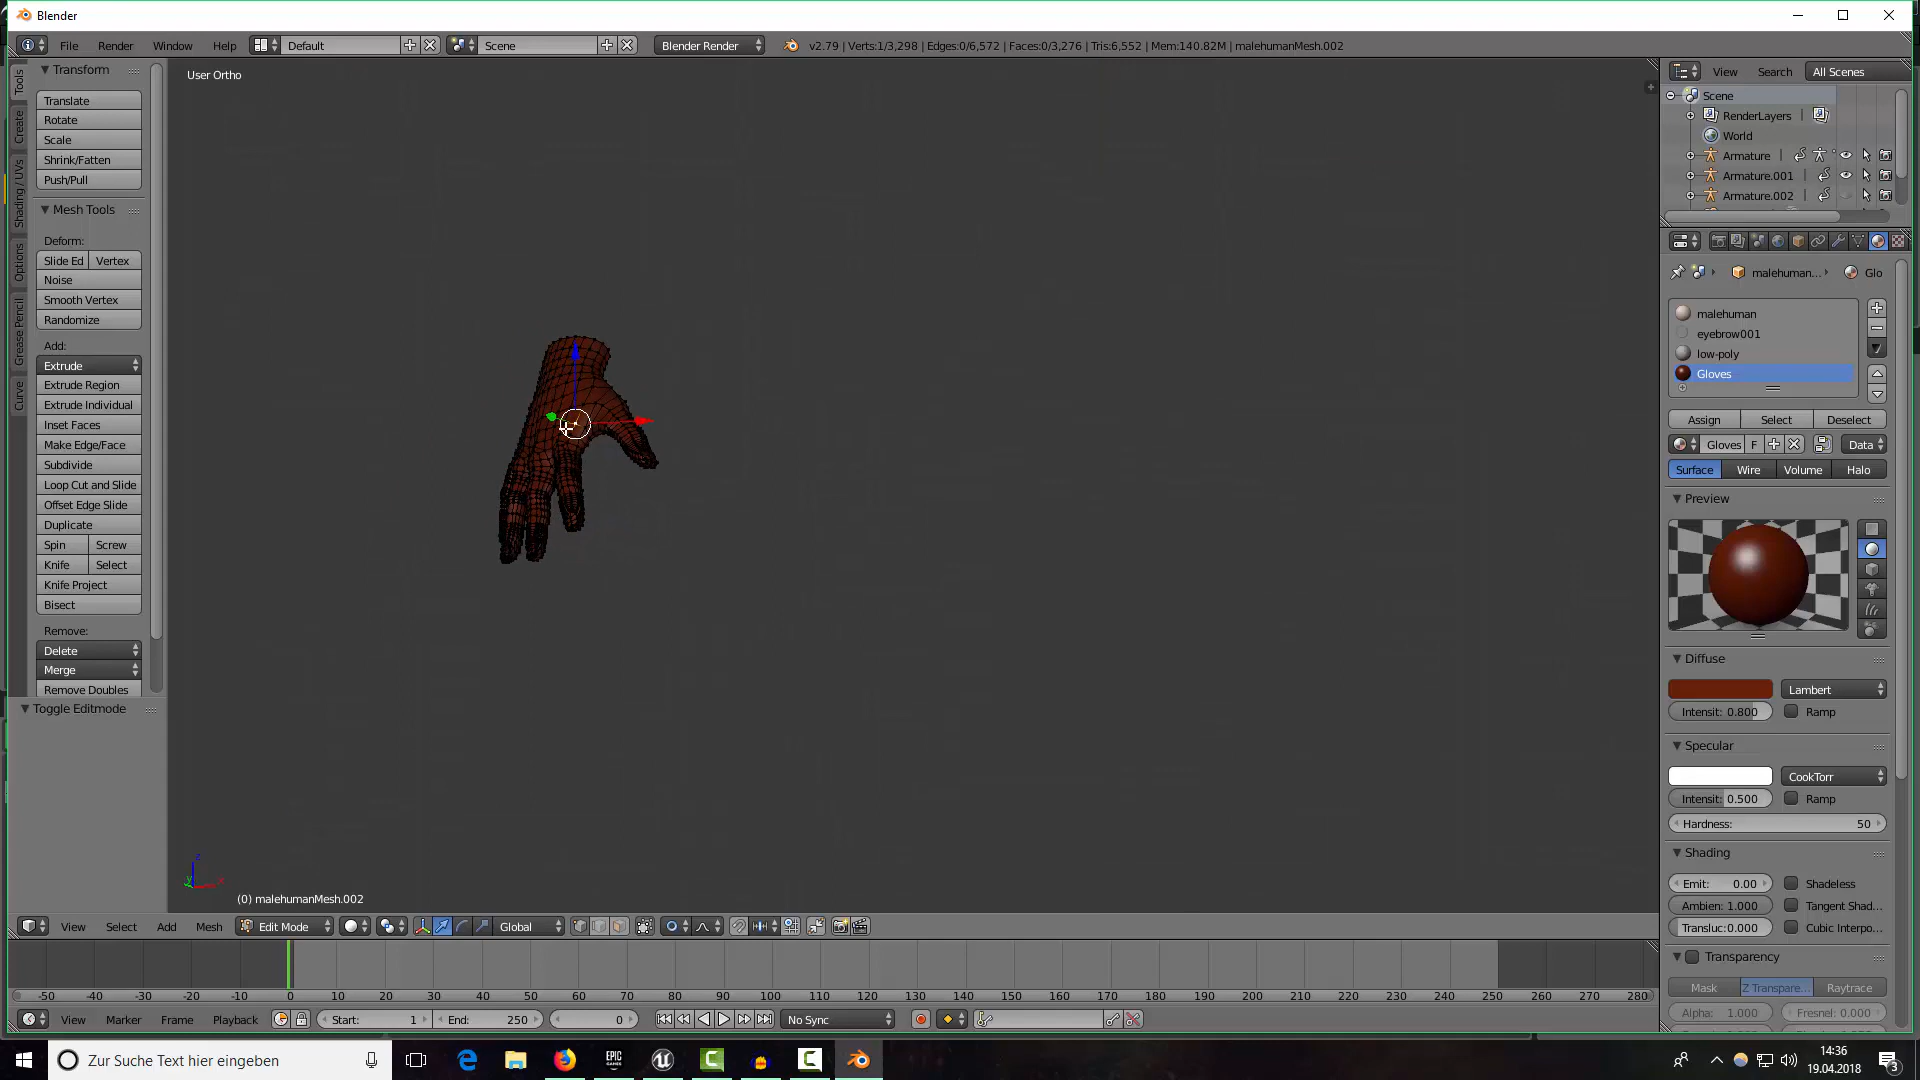 Blender
File Render Window Help Default Scene Blender Render v2.79 | Verts:1/3,298 | Edges:0/6,572 | Faces:0/3,276 | Tris:6,552 | Mem:140.82M | malehumanMesh.002
Tools
Create
Shading / UVs
Options
Grease Pencil
Curve
Transform
Translate
Rotate
Scale
Shrink/Fatten
Push/Pull
Mesh Tools
Deform:
Slide Ed Vertex
Noise
Smooth Vertex
Randomize
Add:
Extrude
Extrude Region
Extrude Individual
Inset Faces
Make Edge/Face
Subdivide
Loop Cut and Slide
Offset Edge Slide
Duplicate
Spin Screw
Knife Select
Knife Project
Bisect
Remove:
Delete
Merge
Remove Doubles
Toggle Editmode
User Ortho
z
y x
(0) malehumanMesh.002
View Select Add Mesh Edit Mode Global
-50 -40 -30 -20 -10 0 10 20 30 40 50 60 70 80 90 100 110 120 130 140 150 160 170 180 190 200 210 220 230 240 250 260 270 280
View Marker Frame Playback Start: 1 End: 250 0 No Sync
View Search All Scenes
Scene
RenderLayers
World
Armature
Armature.001
Armature.002
malehuman... Glo
malehuman
eyebrow001
low-poly
Gloves
Assign Select Deselect
Gloves F Data
Surface Wire Volume Halo
Preview
Diffuse
Lambert
Intensit: 0.800 Ramp
Specular
CookTorr
Intensit: 0.500 Ramp
Hardness: 50
Shading
Emit: 0.00 Shadeless
Ambien: 1.000 Tangent Shad...
Transluc:0.000 Cubic Interpo...
Transparency
Mask Z Transpare... Raytrace
Alpha: 1.000 Fresnel: 0.000
Zur Suche Text hier eingeben
EPIC
GAMES
14:36
19.04.2018
3